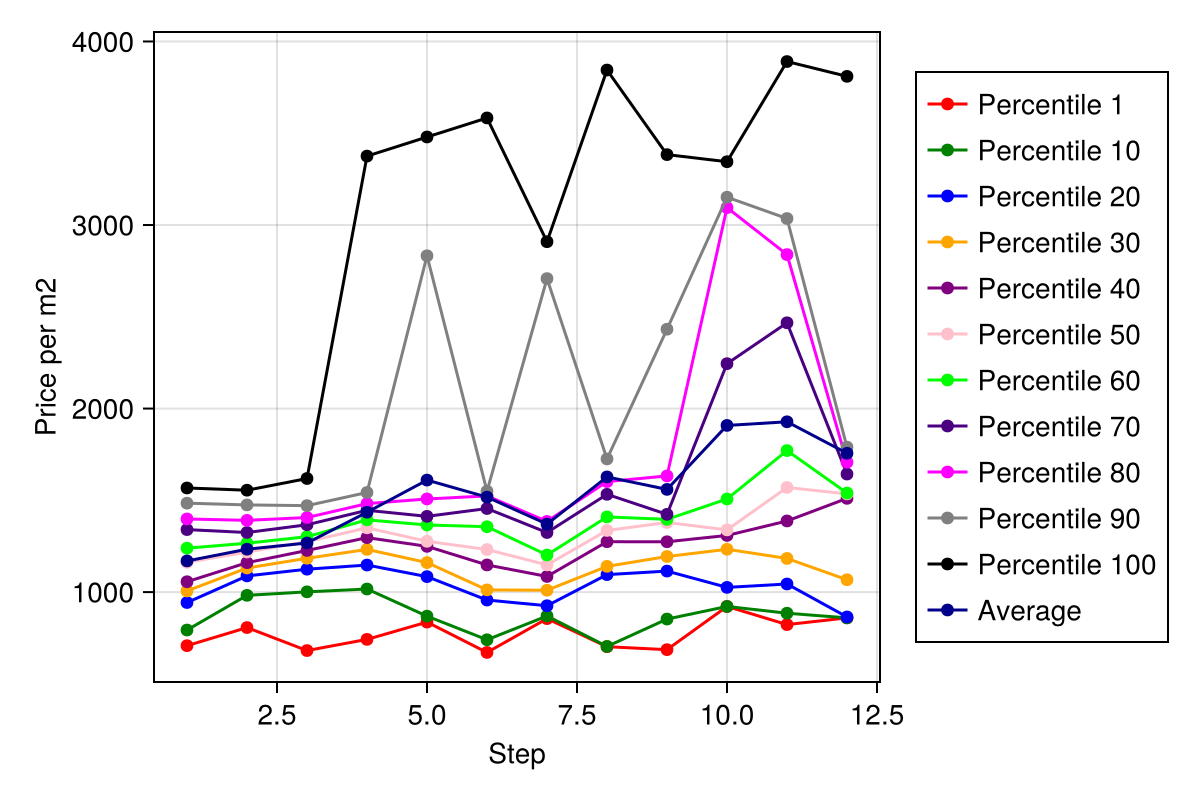 4000
3000
2000
1000
Price per m2
2.5 5.0 7.5 10.0 12.5
Step
Percentile 1
Percentile 10
Percentile 20
Percentile 30
Percentile 40
Percentile 50
Percentile 60
Percentile 70
Percentile 80
Percentile 90
Percentile 100
Average